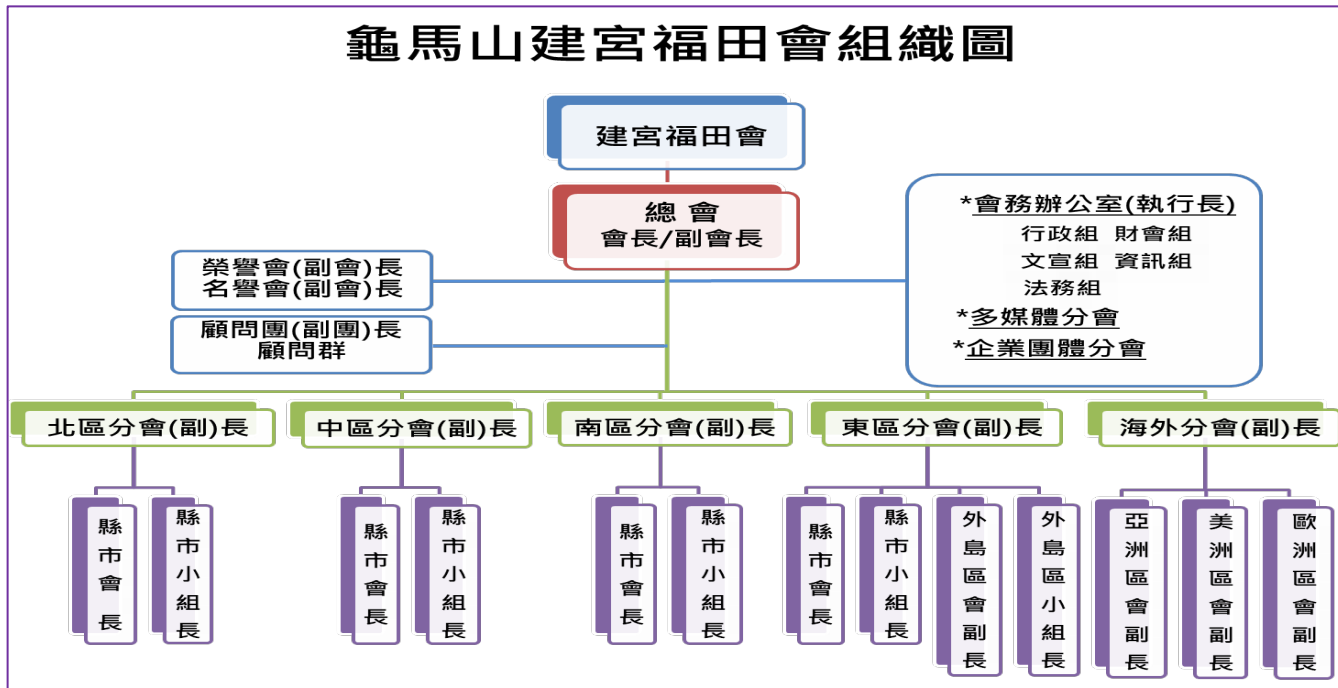 龜馬山建宮福田會組織圖
建宮福田會
總 會
會長/副會長
榮譽會(副會)長
名譽會(副會)長
顧問團(副團)長
顧問群
*會務辦公室(執行長)
行政組 財會組
文宣組 資訊組
法務組
*多媒體分會
*企業團體分會
北區分會(副)長
中區分會(副)長
南區分會(副)長
東區分會(副)長
海外分會(副)長
縣市會長
縣市小組長
縣市會長
縣市小組長
縣市會長
縣市小組長
縣市會長
縣市小組長
外島區會副長
外島區小組長
亞洲區會副長
美洲區會副長
歐洲區會副長